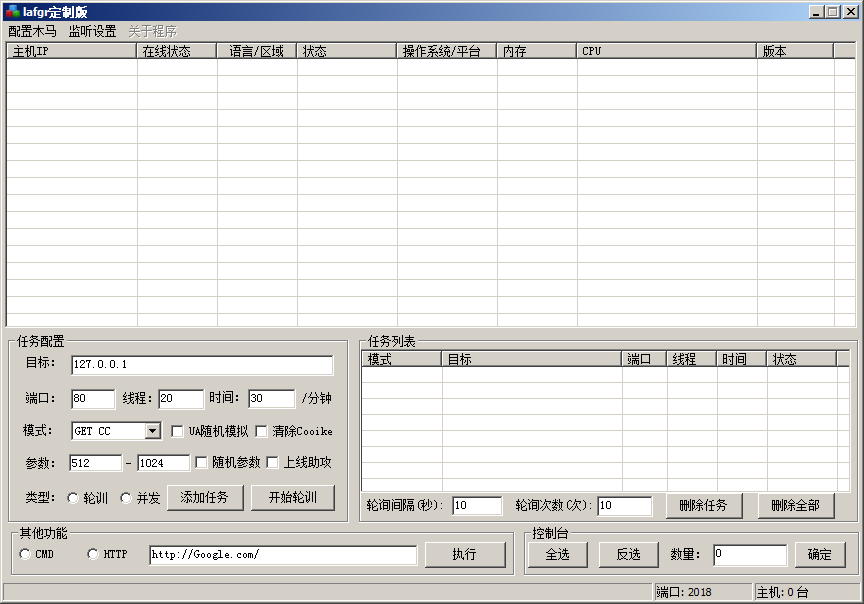 lafgr定制版
配置木马 监听设置 关于程序
主机IP 在线状态 语言/区域 状态 操作系统/平台 内存 CPU 版本
任务配置
目标: 127.0.0.1
端口: 80 线程: 20 时间: 30 /分钟
模式: GET CC UA随机模拟 清除Cooike
参数: 512 - 1024 随机参数 上线助攻
类型: 轮训 并发 添加任务 开始轮训
任务列表
模式 目标 端口 线程 时间 状态
轮询间隔(秒): 10 轮询次数(次): 10 删除任务 删除全部
其他功能
CMD HTTP http://Google.com/ 执行
控制台
全选 反选 数量: 0 确定
端口: 2018 主机: 0 台